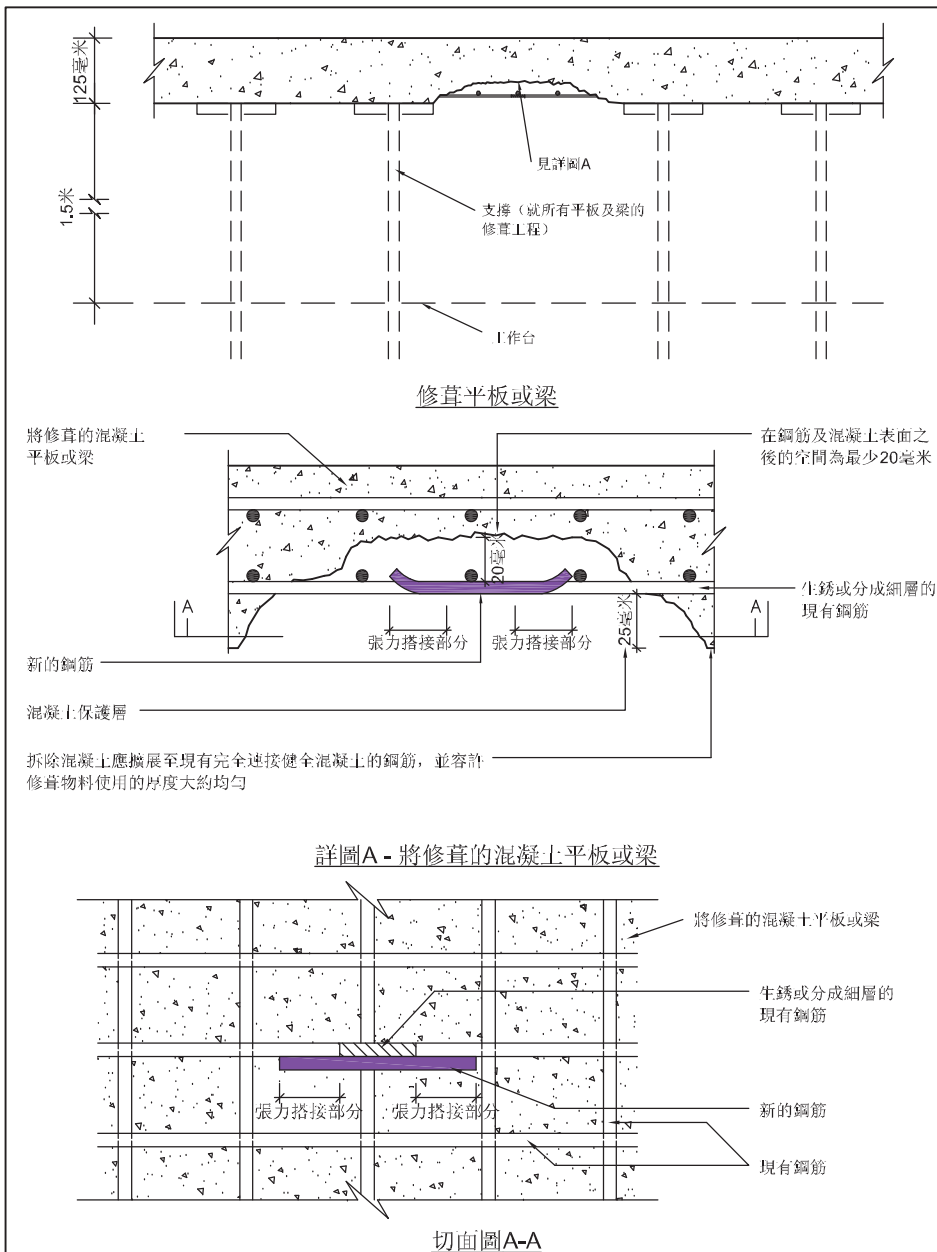 125毫米
見詳圖A
1.5米
支撐（就所有平板及梁的
修葺工程）
工作台
修葺平板或梁
將修葺的混凝土
平板或梁
在鋼筋及混凝土表面之
後的空間為最少20毫米
20毫米
生銹或分成細層的
現有鋼筋
A
A
25毫米
張力搭接部分
張力搭接部分
新的鋼筋
混凝土保護層
拆除混凝土應擴展至現有完全連接健全混凝土的鋼筋，並容許
修葺物料使用的厚度大約均勻
詳圖A - 將修葺的混凝土平板或梁
將修葺的混凝土平板或梁
生銹或分成細層的
現有鋼筋
張力搭接部分
張力搭接部分
新的鋼筋
現有鋼筋
切面圖A-A